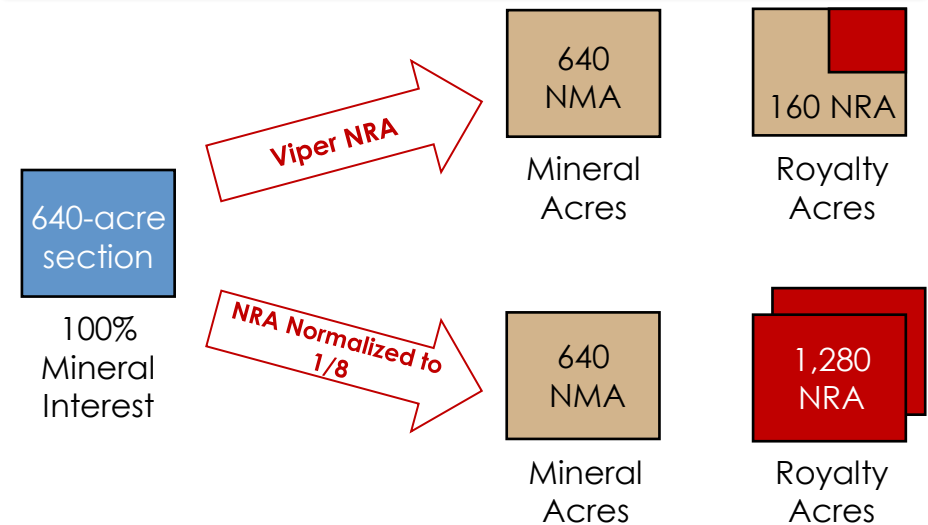 640-acre
section
100%
Mineral
Interest
Viper NRA
640
NMA
Mineral
Acres
160 NRA
Royalty
Acres
NRA Normalized to
1/8
640
NMA
Mineral
Acres
1,280
NRA
Royalty
Acres